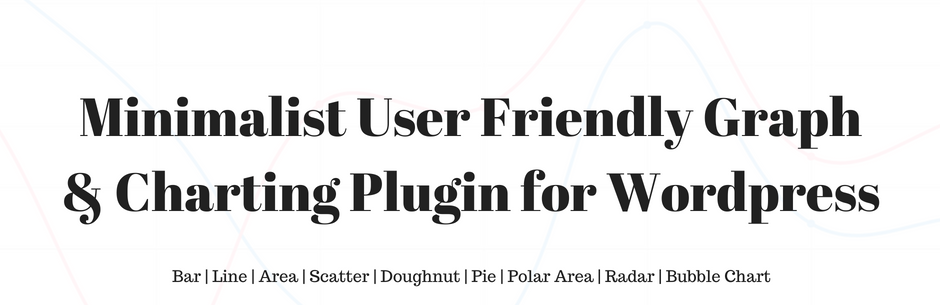 Minimalist User Friendly Graph
& Charting Plugin for Wordpress
Bar | Line | Area | Scatter | Doughnut | Pie | Polar Area | Radar | Bubble Chart